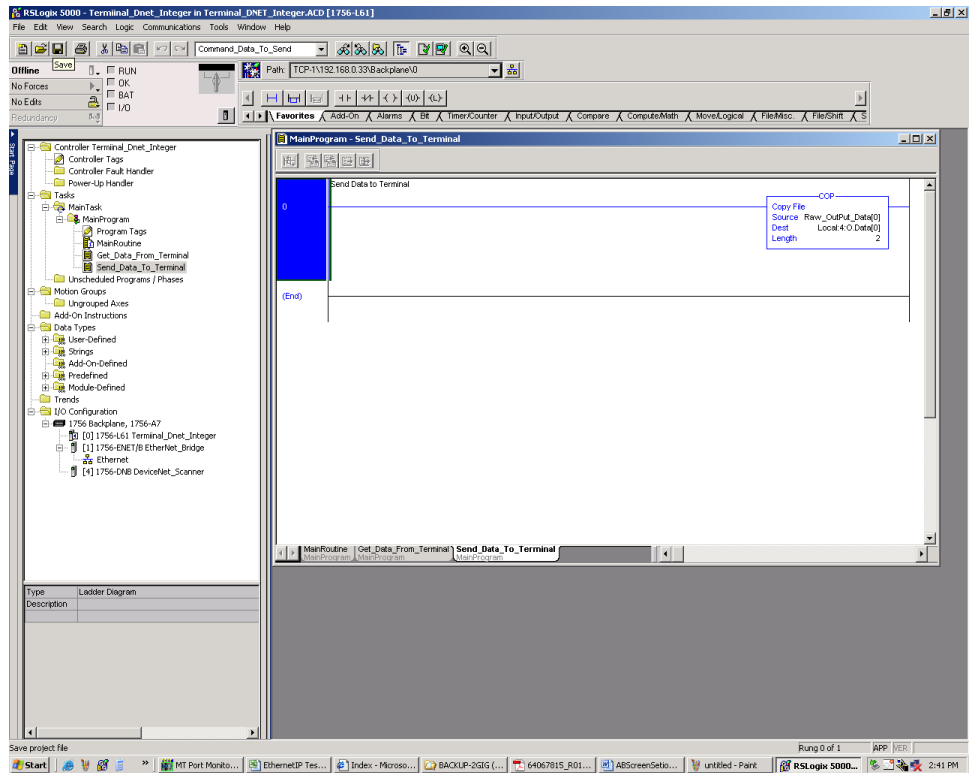 RSLogix 5000 - Termiinal_Dnet_Integer in Terminal_DNET_Integer.ACD [1756-L61]
File Edit View Search Logic Communications Tools Window Help
Command_Data_To_Send
Save
Offline
RUN
Path: TCP-1\192.168.0.33\Backplane\0
No Forces
OK
No Edits
BAT
Redundancy
I/O
Favorites Add-On Alarms Bit Timer/Counter Input/Output Compare Compute/Math Move/Logical File/Misc. File/Shift S
Start Page
Controller Termiinal_Dnet_Integer
Controller Tags
Controller Fault Handler
Power-Up Handler
Tasks
MainTask
MainProgram
Program Tags
MainRoutine
Get_Data_From_Terminal
Send_Data_To_Terminal
Unscheduled Programs / Phases
Motion Groups
Ungrouped Axes
Add-On Instructions
Data Types
User-Defined
Strings
Add-On-Defined
Predefined
Module-Defined
Trends
I/O Configuration
1756 Backplane, 1756-A7
[0] 1756-L61 Termiinal_Dnet_Integer
[1] 1756-ENET/B EtherNet_Bridge
Ethernet
[4] 1756-DNB DeviceNet_Scanner
MainProgram - Send_Data_To_Terminal
Send Data to Terminal
0
COP
Copy File
Source Raw_OutPut_Data[0]
Dest Local:4:O.Data[0]
Length 2
(End)
MainRoutine Get_Data_From_Terminal Send_Data_To_Terminal
MainProgram MainProgram MainProgram
Type Ladder Diagram
Description
Save project file
Rung 0 of 1 APP VER
Start » MT Port Monito... EthernetIP Tes... Index - Microso... BACKUP-2GIG (... 64067815_R01... ABScreenSetio... untitled - Paint RSLogix 5000... 2:41 PM